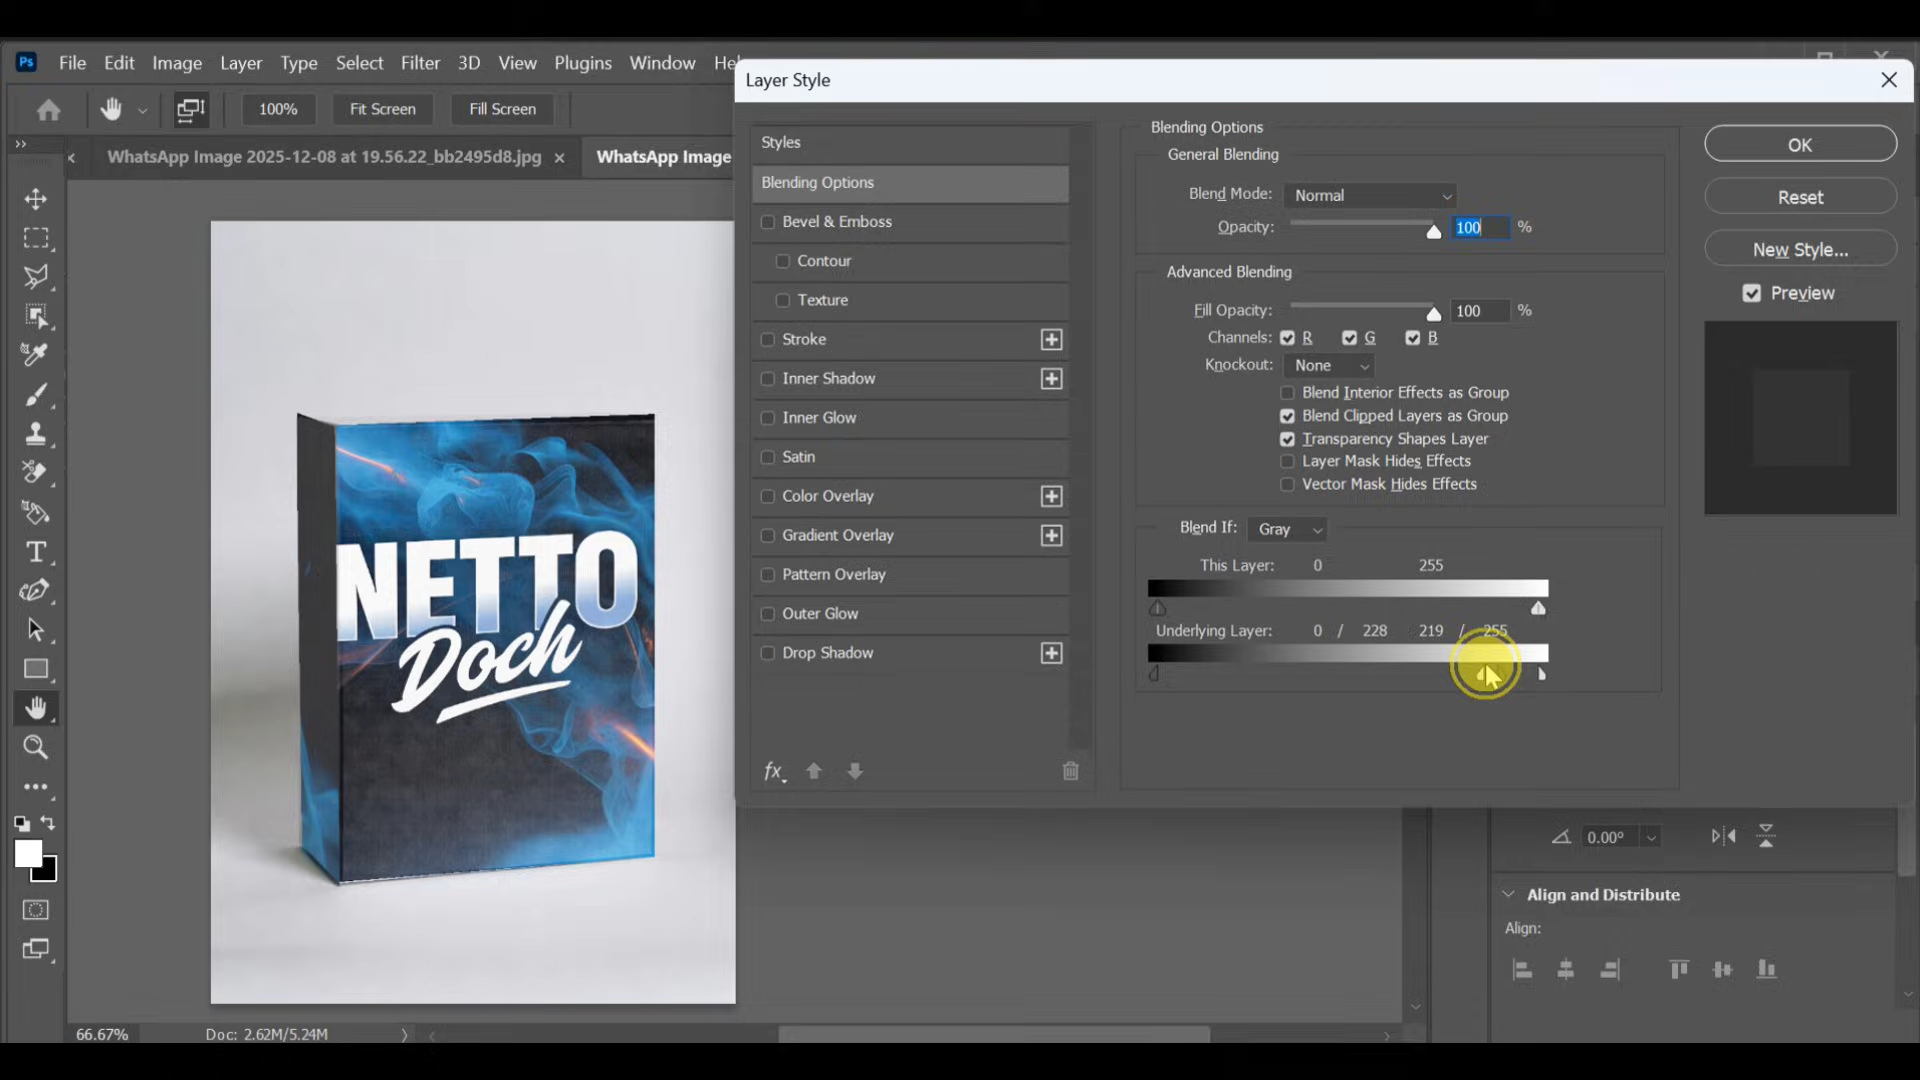 Ps File Edit Image Layer Type Select Filter 3D View Plugins Window
Layer Style
100% Fit Screen Fill Screen
WhatsApp Image 2025-12-08 at 19.56.22_bb2495d8.jpg
WhatsApp Image
NETTO
Doch
66.67% Doc: 2.62M/5.24M
Styles
Blending Options
Bevel & Emboss
Contour
Texture
Stroke
Inner Shadow
Inner Glow
Satin
Color Overlay
Gradient Overlay
Pattern Overlay
Outer Glow
Drop Shadow
fx
Blending Options
General Blending
Blend Mode: Normal
Opacity: 100 %
Advanced Blending
Fill Opacity: 100 %
Channels: R G B
Knockout: None
Blend Interior Effects as Group
Blend Clipped Layers as Group
Transparency Shapes Layer
Layer Mask Hides Effects
Vector Mask Hides Effects
Blend If: Gray
This Layer: 0 255
Underlying Layer: 0 / 228 219 / 255
OK
Reset
New Style...
Preview
0.00°
Align and Distribute
Align: